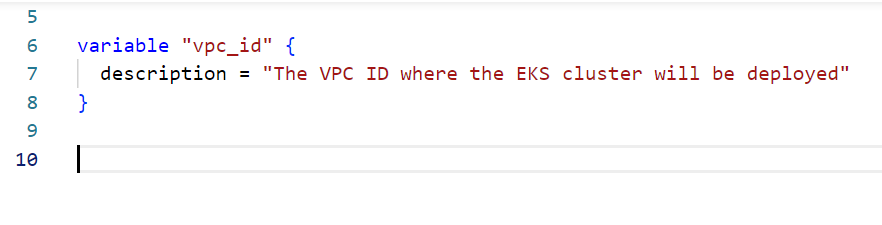 5
6 variable "vpc_id" {
7   description = "The VPC ID where the EKS cluster will be deployed"
8 }
9
10